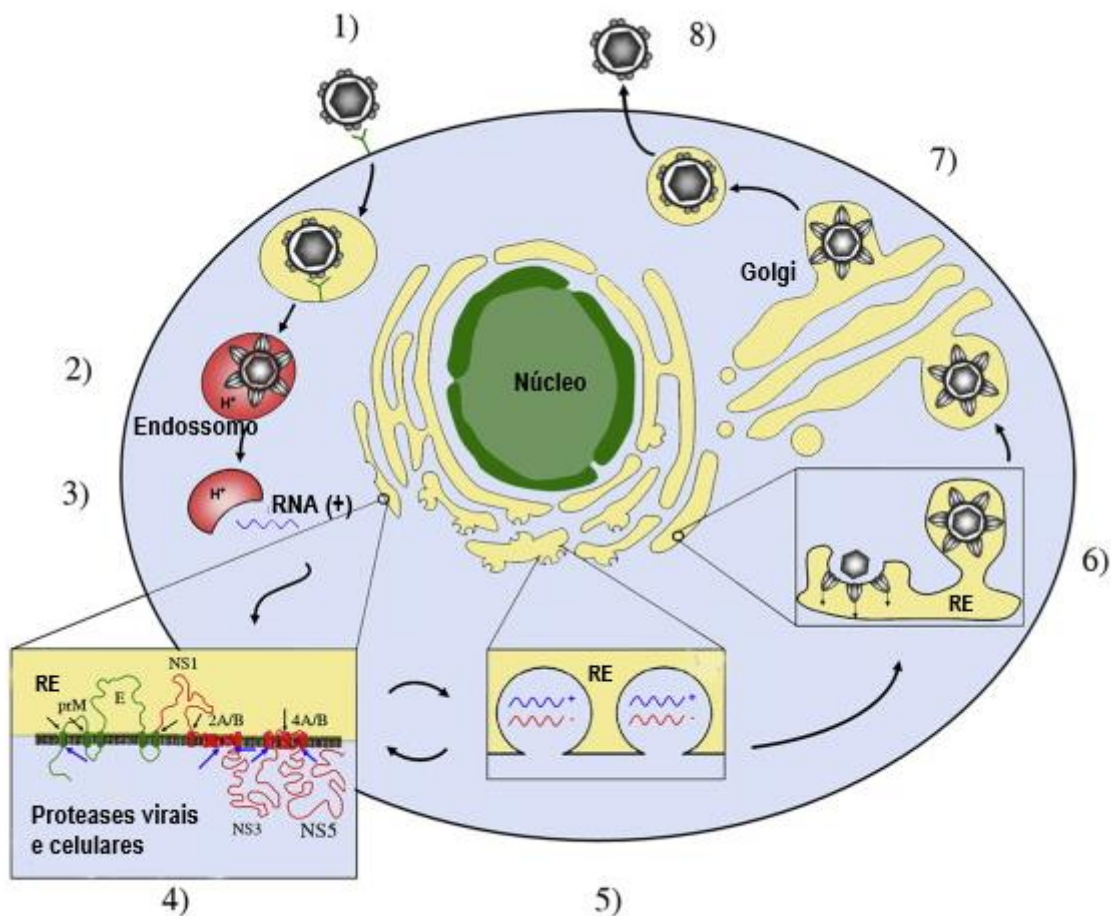 1)
8)
7)
Golgi
Núcleo
2)
H+
Endossomo
3)
H+
RNA (+)
6)
RE
RE
NS1
prM
E
2A/B
4A/B
NS3
NS5
Proteases virais
e celulares
RE
+
+
-
-
4)
5)